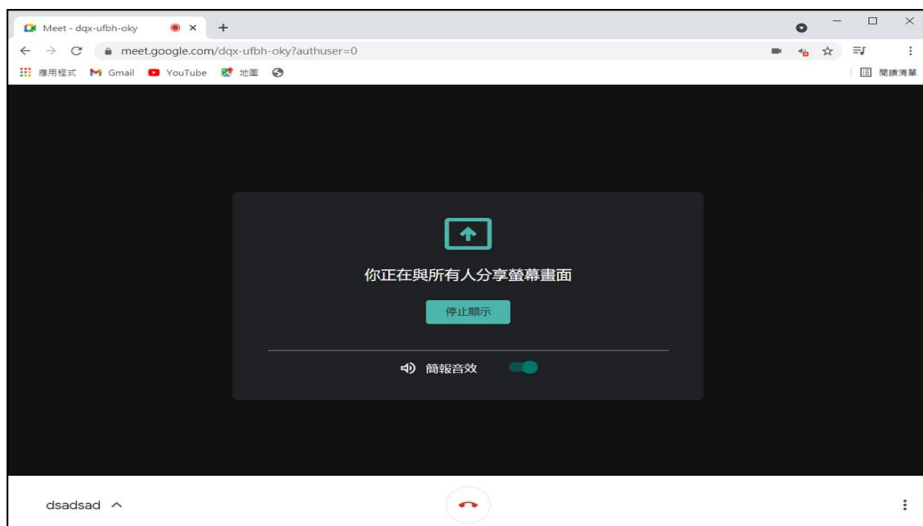 Meet - dqx-ufbh-oky
meet.google.com/dqx-ufbh-oky?authuser=0
應用程式 Gmail YouTube 地圖 閱讀清單
你正在與所有人分享螢幕畫面
停止顯示
簡報音效
dsadsad